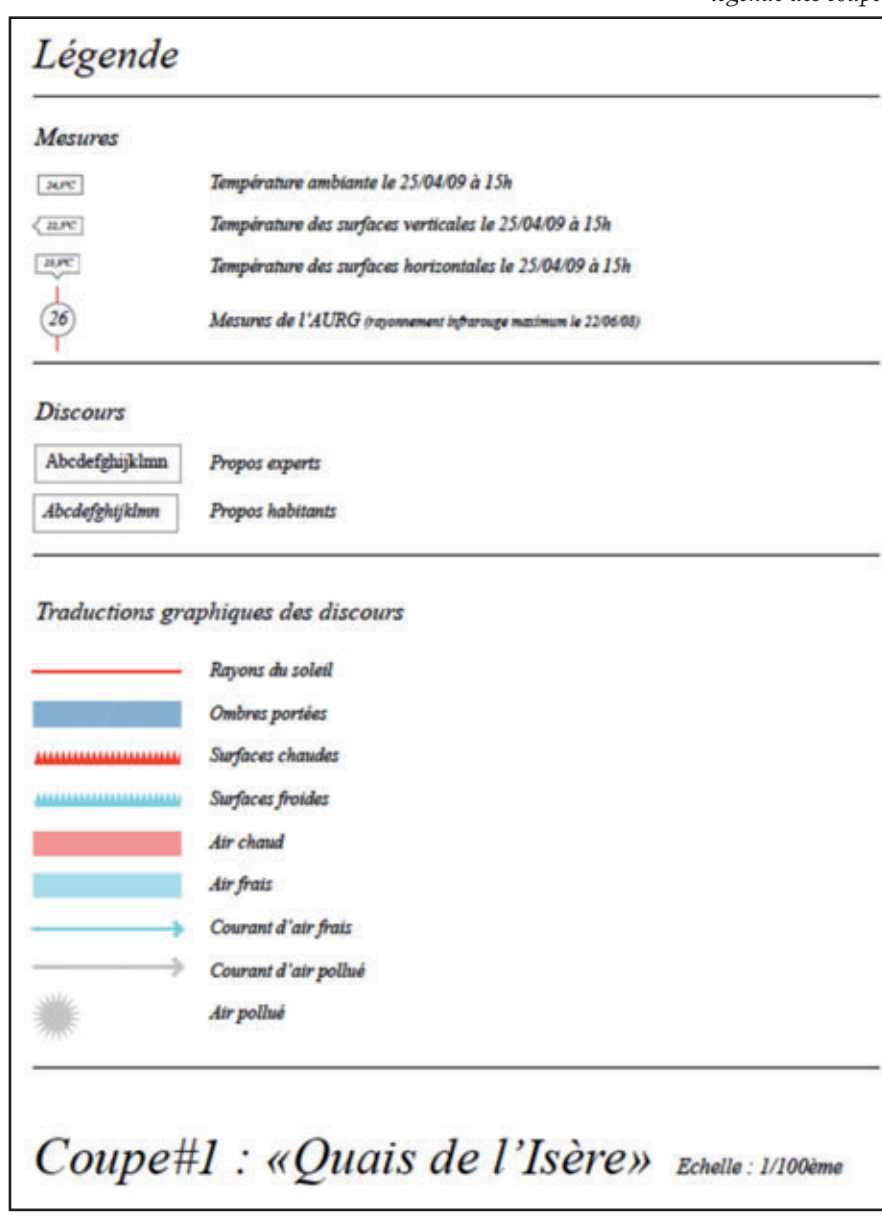 légende des coupe
Légende
Mesures
24,1°C Température ambiante le 25/04/09 à 15h
22,5°C Température des surfaces verticales le 25/04/09 à 15h
Température des surfaces horizontales le 25/04/09 à 15h
26 Mesures de l'AURG (rayonnement infrarouge maximum le 22/06/08)
Discours
Abcdefghijklmn Propos experts
Abcdefghijklmn Propos habitants
Traductions graphiques des discours
Rayons du soleil
Ombres portées
Surfaces chaudes
Surfaces froides
Air chaud
Air frais
Courant d'air frais
Courant d'air pollué
Air pollué
Coupe#1 : «Quais de l'Isère» Echelle : 1/100ème